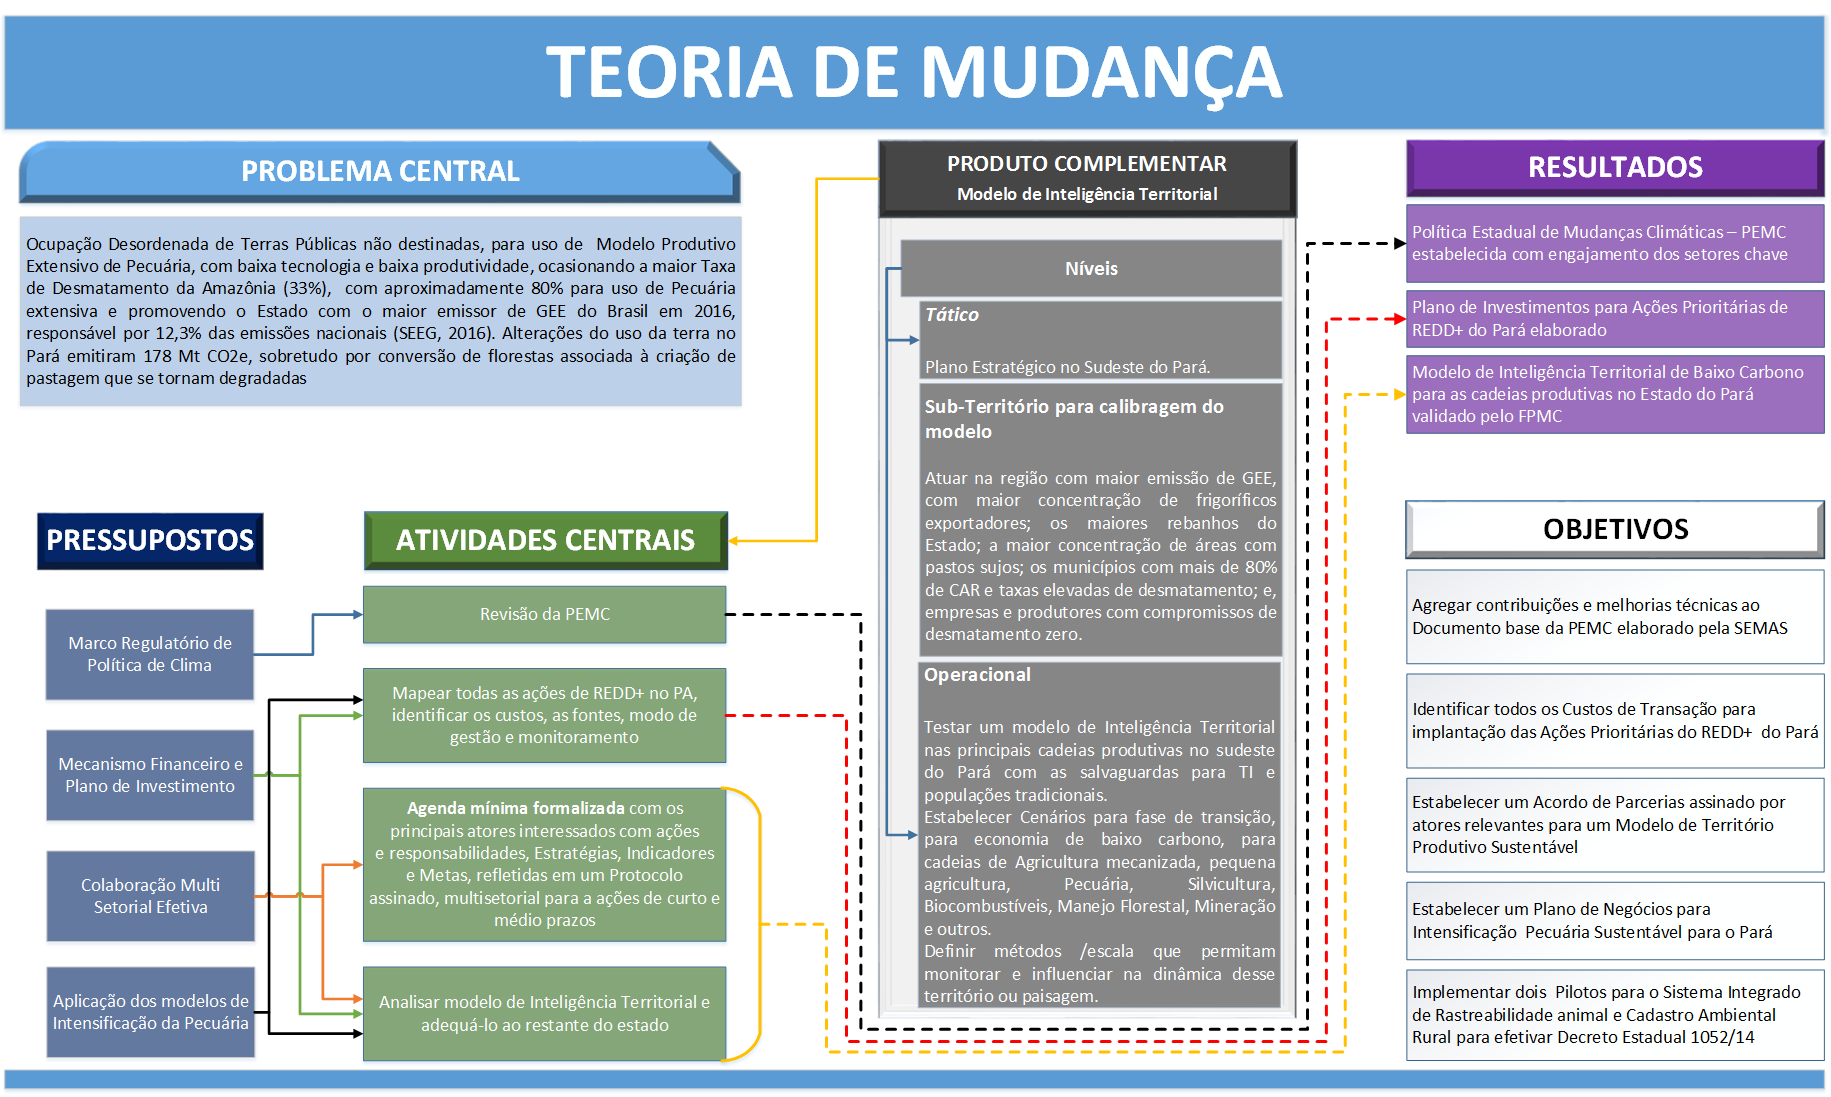 TEORIA DE MUDANÇA
PROBLEMA CENTRAL
Ocupação Desordenada de Terras Públicas não destinadas, para uso de Modelo Produtivo
Extensivo de Pecuária, com baixa tecnologia e baixa produtividade, ocasionando a maior Taxa
de Desmatamento da Amazônia (33%), com aproximadamente 80% para uso de Pecuária
extensiva e promovendo o Estado com o maior emissor de GEE do Brasil em 2016,
responsável por 12,3% das emissões nacionais (SEEG, 2016). Alterações do uso da terra no
Pará emitiram 178 Mt CO2e, sobretudo por conversão de florestas associada à criação de
pastagem que se tornam degradadas
PRESSUPOSTOS
Marco Regulatório de
Política de Clima
Mecanismo Financeiro e
Plano de Investimento
Colaboração Multi
Setorial Efetiva
Aplicação dos modelos de
Intensificação da Pecuária
ATIVIDADES CENTRAIS
Revisão da PEMC
Mapear todas as ações de REDD+ no PA,
identificar os custos, as fontes, modo de
gestão e monitoramento
Agenda mínima formalizada com os
principais atores interessados com ações
e responsabilidades, Estratégias, Indicadores
e Metas, refletidas em um Protocolo
assinado, multisetorial para a ações de curto e
médio prazos
Analisar modelo de Inteligência Territorial e
adequá-lo ao restante do estado
PRODUTO COMPLEMENTAR
Modelo de Inteligência Territorial
Níveis
Tático
Plano Estratégico no Sudeste do Pará.
Sub-Território para calibragem do
modelo
Atuar na região com maior emissão de GEE,
com maior concentração de frigoríficos
exportadores; os maiores rebanhos do
Estado; a maior concentração de áreas com
pastos sujos; os municípios com mais de 80%
de CAR e taxas elevadas de desmatamento; e,
empresas e produtores com compromissos de
desmatamento zero.
Operacional
Testar um modelo de Inteligência Territorial
nas principais cadeias produtivas no sudeste
do Pará com as salvaguardas para TI e
populações tradicionais.
Estabelecer Cenários para fase de transição,
para economia de baixo carbono, para
cadeias de Agricultura mecanizada, pequena
agricultura, Pecuária, Silvicultura,
Biocombustíveis, Manejo Florestal, Mineração
e outros.
Definir métodos /escala que permitam
monitorar e influenciar na dinâmica desse
território ou paisagem.
RESULTADOS
Política Estadual de Mudanças Climáticas – PEMC
estabelecida com engajamento dos setores chave
Plano de Investimentos para Ações Prioritárias de
REDD+ do Pará elaborado
Modelo de Inteligência Territorial de Baixo Carbono
para as cadeias produtivas no Estado do Pará
validado pelo FPMC
OBJETIVOS
Agregar contribuições e melhorias técnicas ao
Documento base da PEMC elaborado pela SEMAS
Identificar todos os Custos de Transação para
implantação das Ações Prioritárias do REDD+ do Pará
Estabelecer um Acordo de Parcerias assinado por
atores relevantes para um Modelo de Território
Produtivo Sustentável
Estabelecer um Plano de Negócios para
Intensificação Pecuária Sustentável para o Pará
Implementar dois Pilotos para o Sistema Integrado
de Rastreabilidade animal e Cadastro Ambiental
Rural para efetivar Decreto Estadual 1052/14